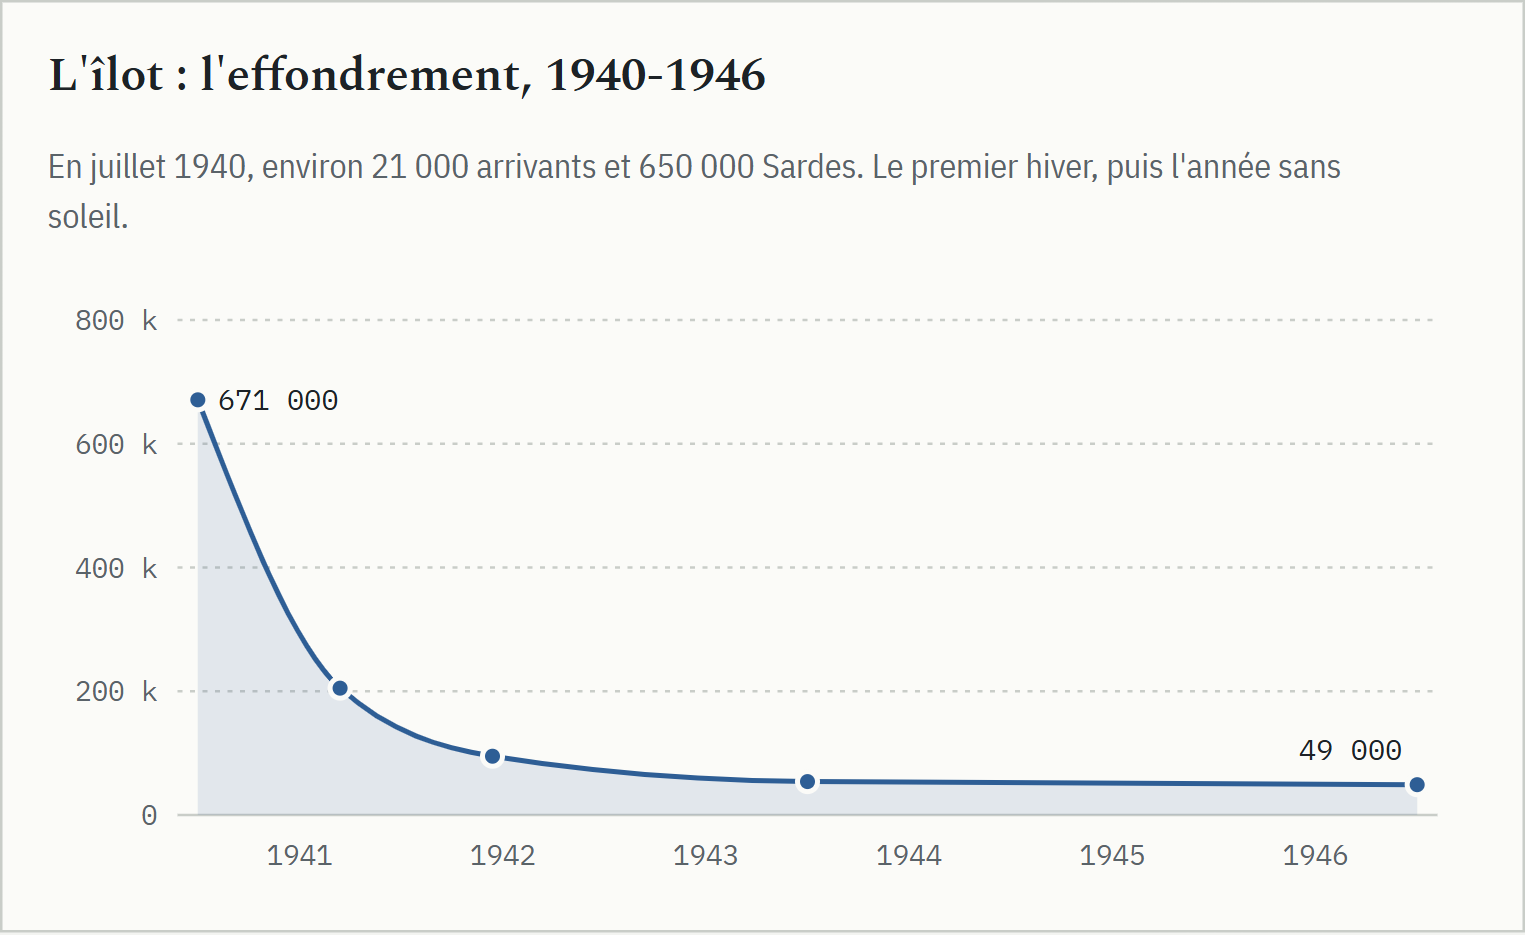 L'îlot : l'effondrement, 1940-1946
En juillet 1940, environ 21 000 arrivants et 650 000 Sardes. Le premier hiver, puis l'année sans
soleil.
800 k
671 000
600 k
400 k
200 k
49 000
0
1941 1942 1943 1944 1945 1946